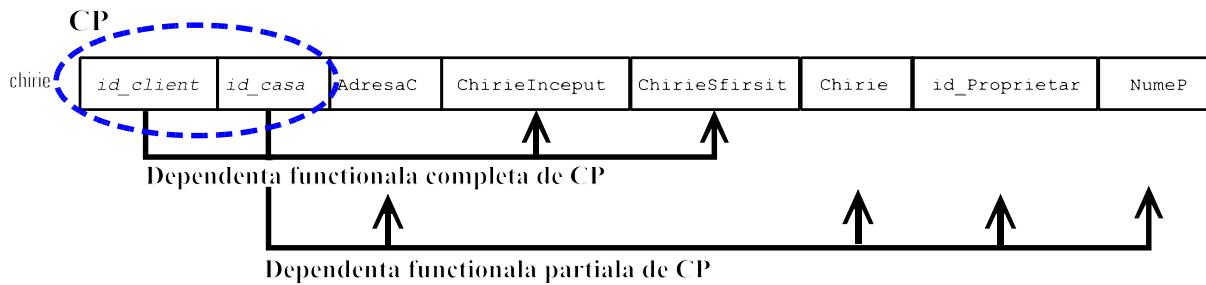 CP
chirie id_client id_casa AdresaC ChirieInceput ChirieSfirsit Chirie id_Proprietar NumeP
Dependenta functionala completa de CP
Dependenta functionala partiala de CP